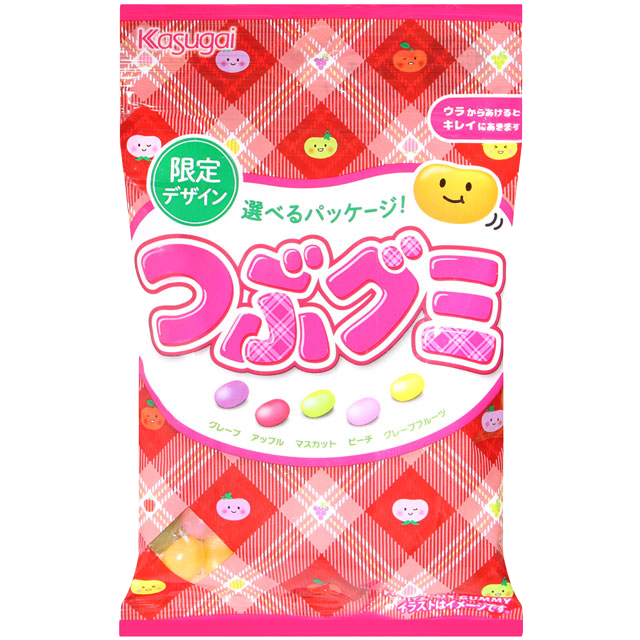 Kasugai
ウラからあけると
キレイにあきます
限定
デザイン
選べるパッケージ!
つぶグミ
グレープ アップル マスカット ピーチ グレープフルーツ
GUMMY
イラストはイメージです。